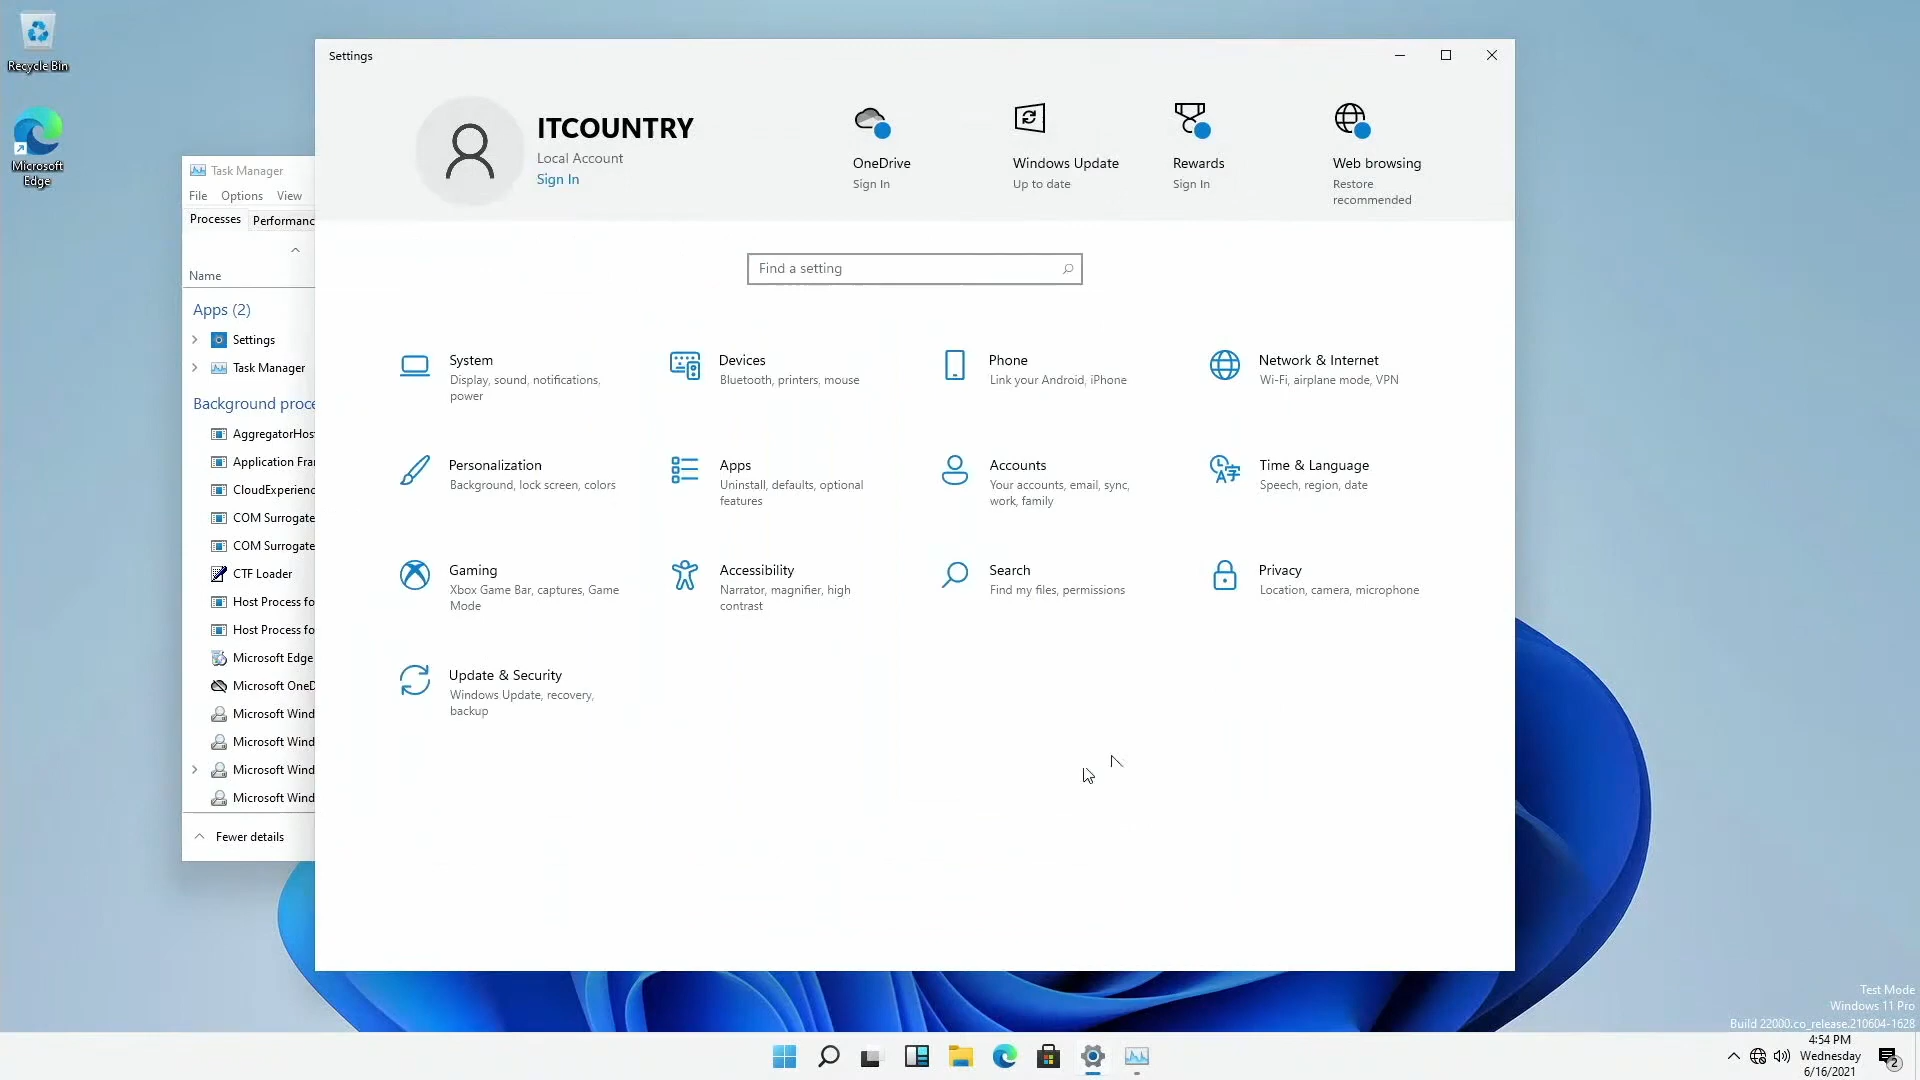 Recycle Bin
Microsoft
Edge
Task Manager
File Options View
Processes Performanc
Name
Apps (2)
Settings
Task Manager
Background proce
AggregatorHos
Application Fra
CloudExperienc
COM Surrogate
COM Surrogate
CTF Loader
Host Process fo
Host Process fo
Microsoft Edge
Microsoft OneD
Microsoft Wind
Microsoft Wind
Microsoft Wind
Microsoft Wind
Fewer details
Settings
ITCOUNTRY
Local Account
Sign In
OneDrive
Sign In
Windows Update
Up to date
Rewards
Sign In
Web browsing
Restore
recommended
Find a setting
System
Display, sound, notifications,
power
Devices
Bluetooth, printers, mouse
Phone
Link your Android, iPhone
Network & Internet
Wi-Fi, airplane mode, VPN
Personalization
Background, lock screen, colors
Apps
Uninstall, defaults, optional
features
Accounts
Your accounts, email, sync,
work, family
Time & Language
Speech, region, date
Gaming
Xbox Game Bar, captures, Game
Mode
Accessibility
Narrator, magnifier, high
contrast
Search
Find my files, permissions
Privacy
Location, camera, microphone
Update & Security
Windows Update, recovery,
backup
Test Mode
Windows 11 Pro
Build 22000.co_release.210604-1628
4:54 PM
Wednesday
6/16/2021
2